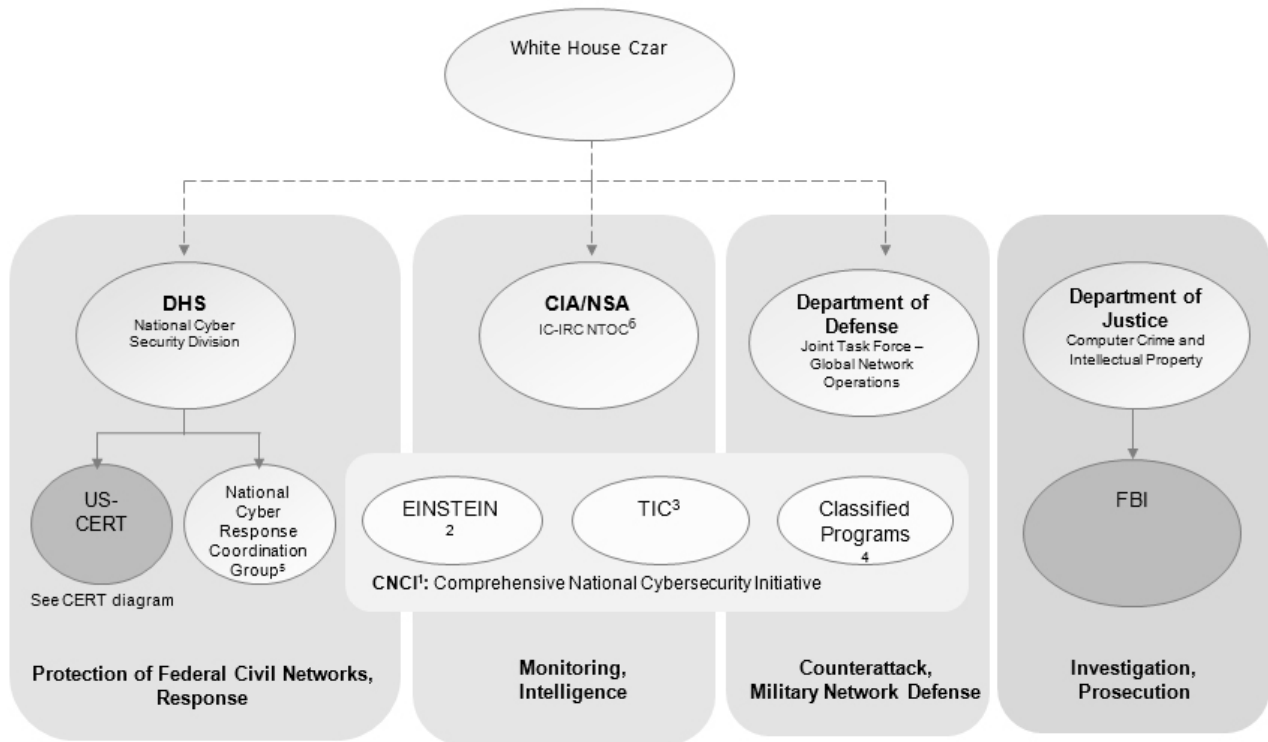 White House Czar
DHS
National Cyber
Security Division
CIA/NSA
IC-IRC NTOC⁶
Department of
Defense
Joint Task Force –
Global Network
Operations
Department of
Justice
Computer Crime and
Intellectual Property
US-
CERT
See CERT diagram
National
Cyber
Response
Coordination
Group⁵
EINSTEIN
2
TIC³
Classified
Programs
4
CNCI¹: Comprehensive National Cybersecurity Initiative
FBI
Protection of Federal Civil Networks,
Response
Monitoring,
Intelligence
Counterattack,
Military Network Defense
Investigation,
Prosecution